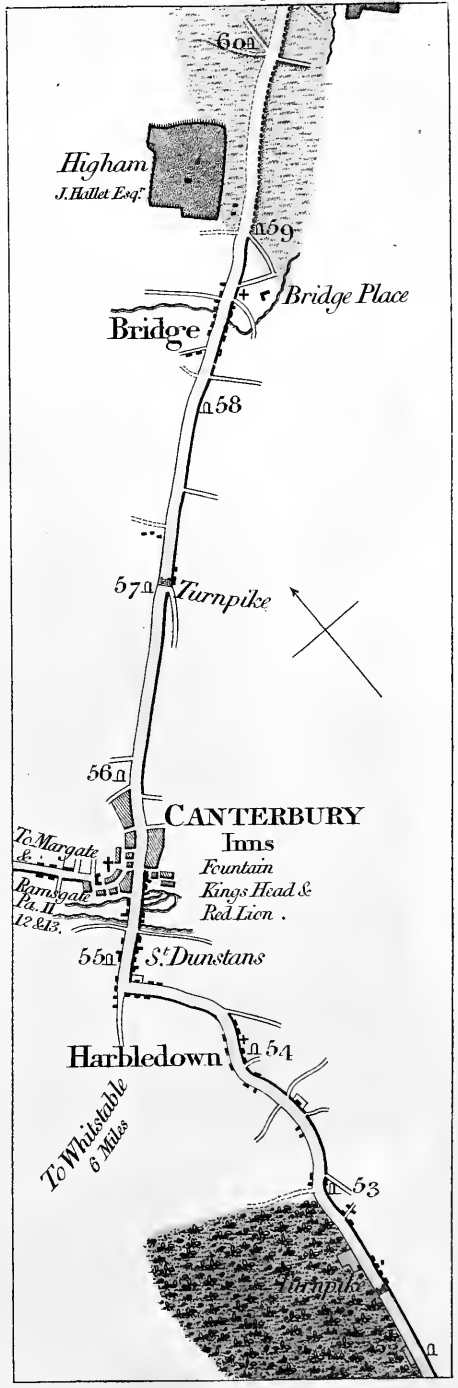 60
Higham
J. Hallet Esqr.
59
Bridge Place
Bridge
58
57
Turnpike
56
CANTERBURY
Inns
Fountain
Kings Head &
Red Lion .
To Margate
&
Ramsgate
Pa. 11
12 & 13.
55
St. Dunstans
Harbledown
54
To Whitstable
6 Miles
53
Turnpike